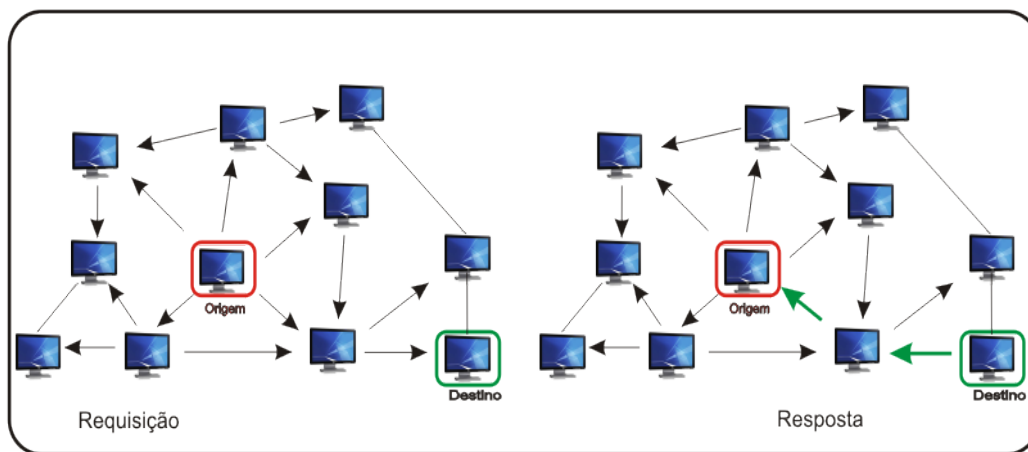 Origem
Destino
Requisição
Origem
Destino
Resposta